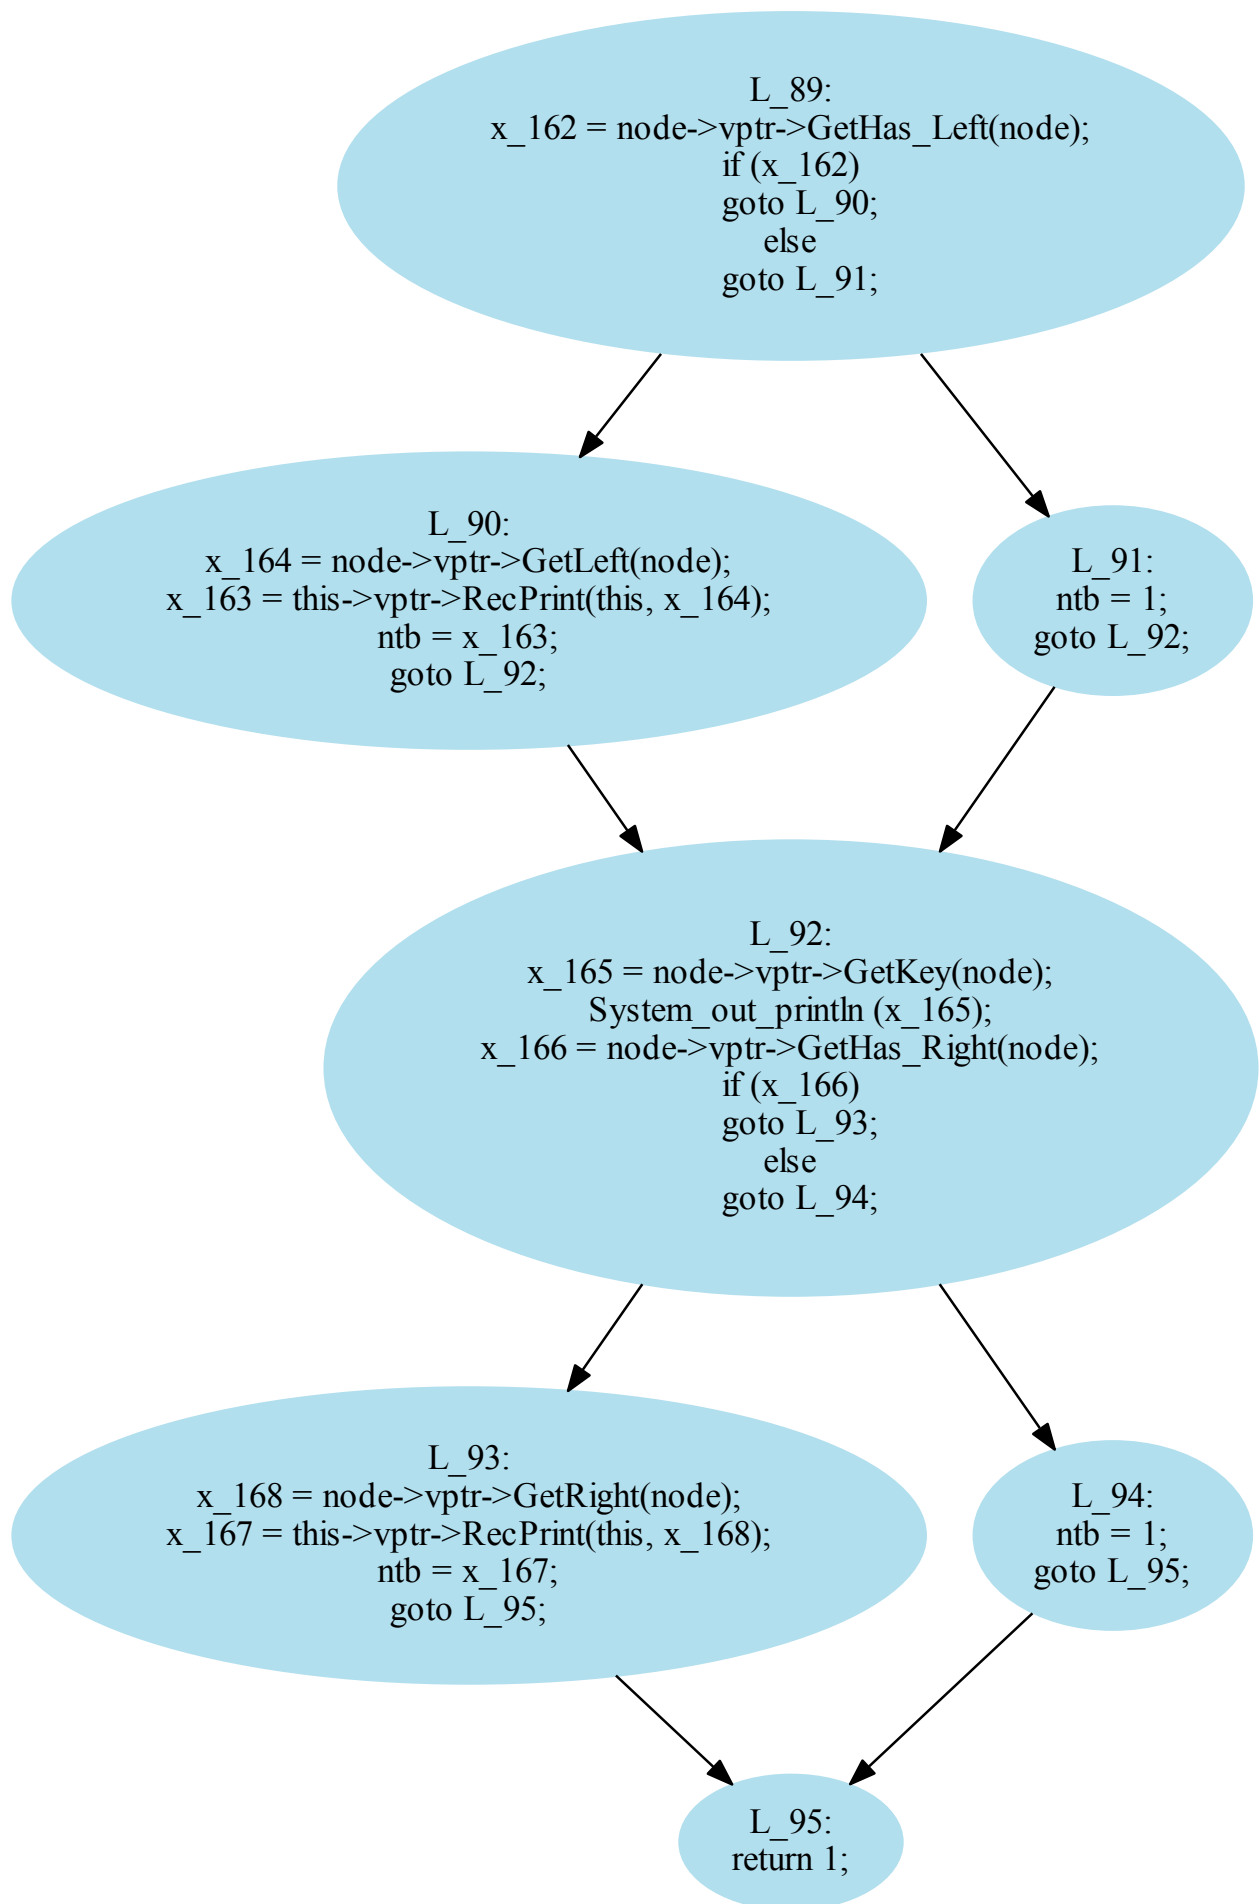 L_89:
x_162 = node->vptr->GetHas_Left(node);
if (x_162)
goto L_90;
else
goto L_91;
L_90:
x_164 = node->vptr->GetLeft(node);
x_163 = this->vptr->RecPrint(this, x_164);
ntb = x_163;
goto L_92;
L_91:
ntb = 1;
goto L_92;
L_92:
x_165 = node->vptr->GetKey(node);
System_out_println (x_165);
x_166 = node->vptr->GetHas_Right(node);
if (x_166)
goto L_93;
else
goto L_94;
L_93:
x_168 = node->vptr->GetRight(node);
x_167 = this->vptr->RecPrint(this, x_168);
ntb = x_167;
goto L_95;
L_94:
ntb = 1;
goto L_95;
L_95:
return 1;